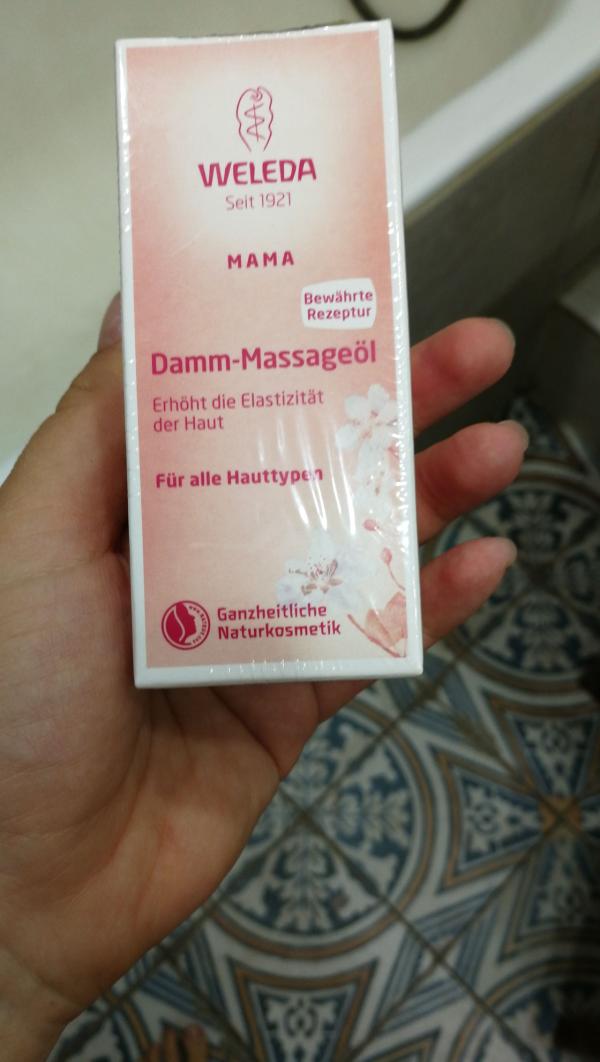 WELEDA
Seit 1921
MAMA
Bewährte
Rezeptur
Damm-Massageöl
Erhöht die Elastizität
der Haut
Für alle Hauttypen
Ganzheitliche
Naturkosmetik